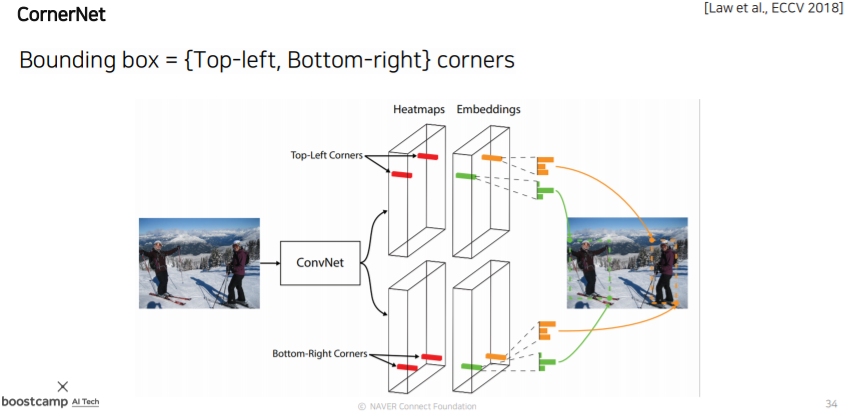 CornerNet
[Law et al., ECCV 2018]
Bounding box = {Top-left, Bottom-right} corners
Heatmaps
Embeddings
Top-Left Corners
ConvNet
Bottom-Right Corners
boostcamp AI Tech
© NAVER Connect Foundation
34